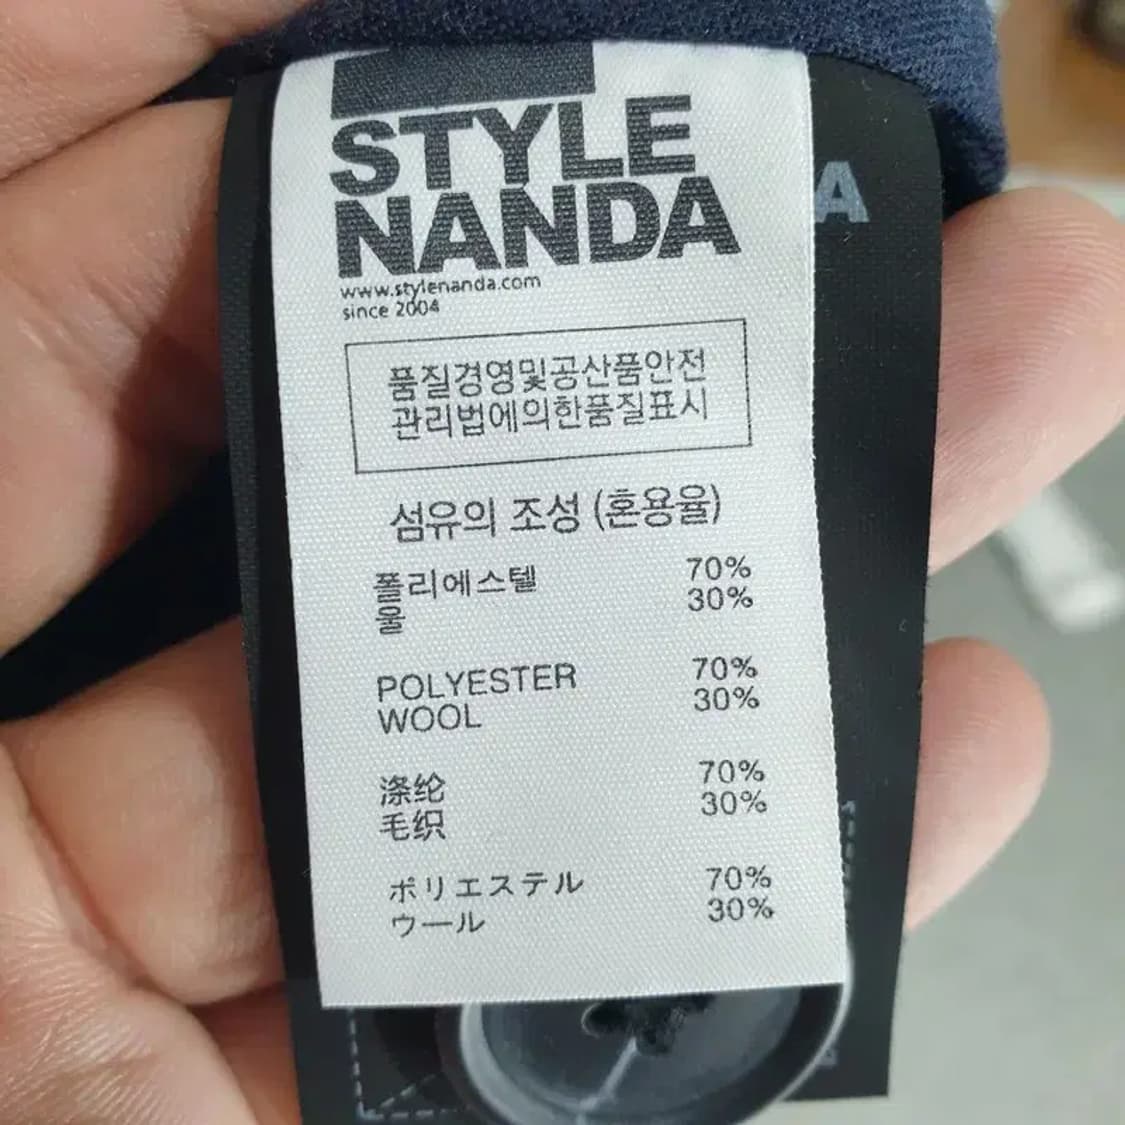 STYLE
NANDA
www.stylenanda.com
since 2004
품질경영및공산품안전
관리법에의한품질표시
섬유의 조성 (혼용율)
폴리에스텔 70%
울 30%
POLYESTER 70%
WOOL 30%
涤纶 70%
毛织 30%
ポリエステル 70%
ウール 30%
A